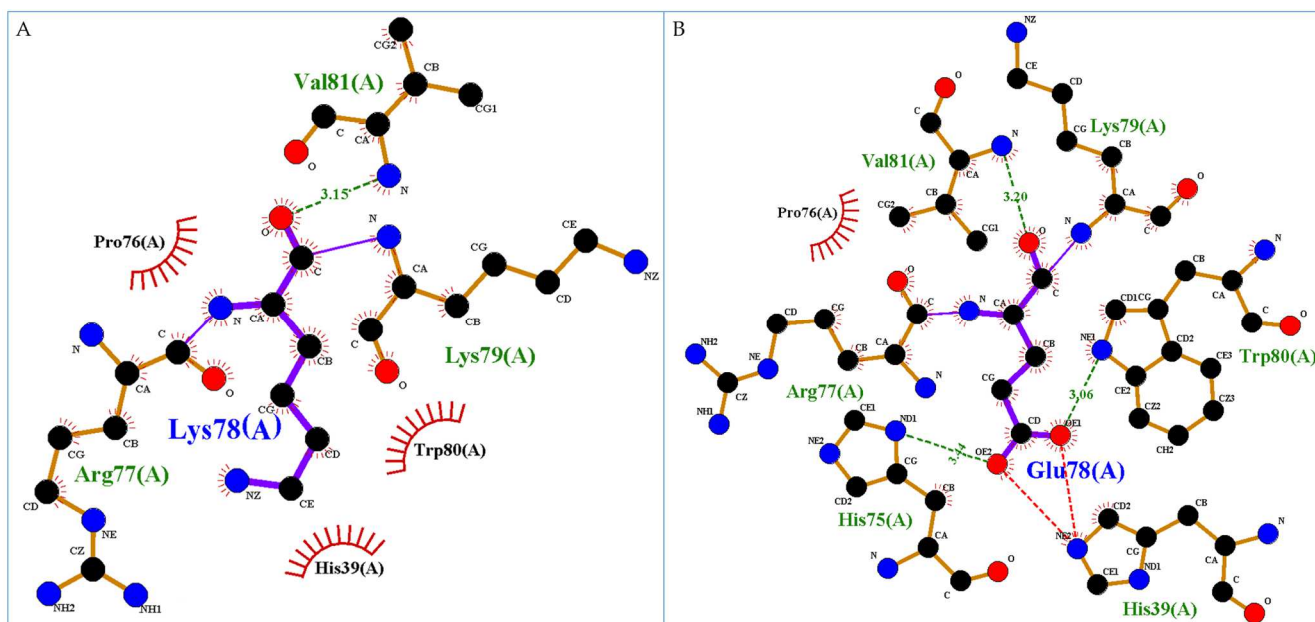 A
CG2
CB
Val81(A)
CG1
C
CA
O
N
3.15
O
N
CE
Pro76(A)
C
CG
NZ
CA
CD
N
CA
CB
C
N
CB
C
Lys79(A)
CA
O
O
CG
Lys78(A)
CB
Trp80(A)
CG
CD
Arg77(A)
NZ
CE
CD
NE
CZ
His39(A)
NH2
NH1
B
NZ
CE
CD
O
C
N
CG
Lys79(A)
Val81(A)
CA
CB
CB
3.20
CA
O
CG2
Pro76(A)
CG1
O
N
C
N
O
C
CB
CA
CD1
CG
C
N
CA
C
O
CD
CG
NE1
CD2
Trp80(A)
NH2
NE
CB
CA
CB
CE3
CE2
Arg77(A)
N
CG
3.06
CZ3
CZ
CZ2
NH1
CE1
ND1
CD
OE1
CH2
NE2
OE2
Glu78(A)
CG
CD2
CB
CB
His75(A)
CD2
N
NE2
CG
CA
CA
N
CE1
ND1
C
O
C
His39(A)
O